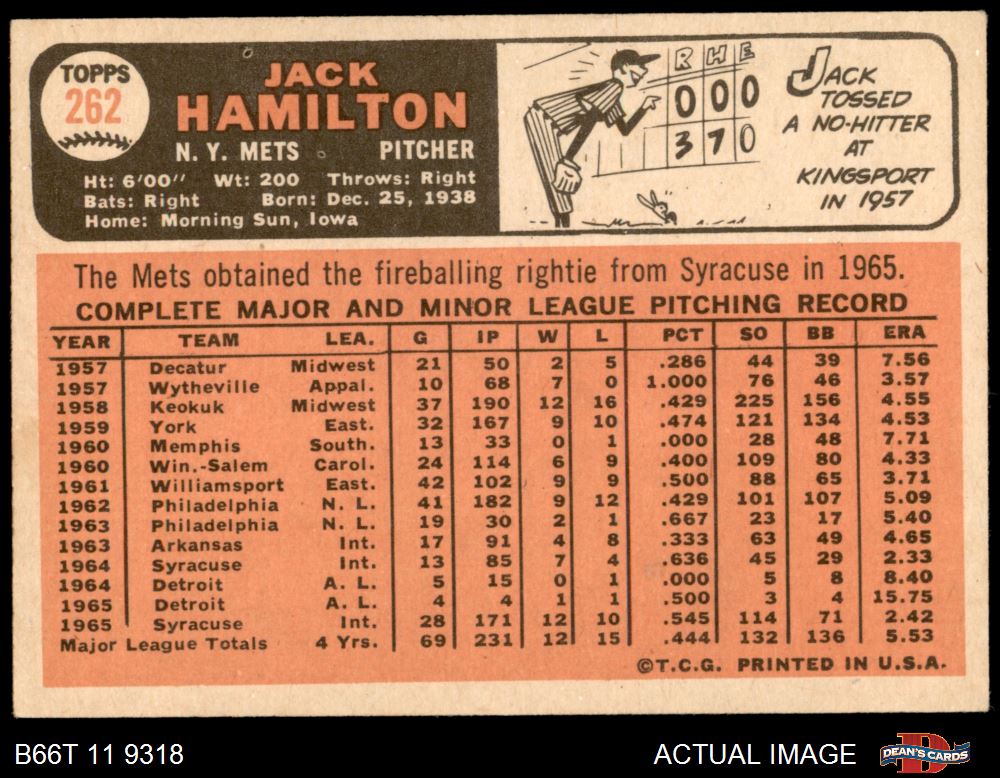 TOPPS
262
JACK
HAMILTON
N. Y. METS PITCHER
Ht: 6'00" Wt: 200 Throws: Right
Bats: Right Born: Dec. 25, 1938
Home: Morning Sun, Iowa
R H E
0 0 0
3 7 0
JACK
TOSSED
A NO-HITTER
AT
KINGSPORT
IN 1957
The Mets obtained the fireballing rightie from Syracuse in 1965.
COMPLETE MAJOR AND MINOR LEAGUE PITCHING RECORD
YEAR TEAM LEA. G IP W L PCT SO BB ERA
1957 Decatur Midwest 21 50 2 5 .286 44 39 7.56
1957 Wytheville Appal. 10 68 7 0 1.000 76 46 3.57
1958 Keokuk Midwest 37 190 12 16 .429 225 156 4.55
1959 York East. 32 167 9 10 .474 121 134 4.53
1960 Memphis South. 13 33 0 1 .000 28 48 7.71
1960 Win.-Salem Carol. 24 114 6 9 .400 109 80 4.33
1961 Williamsport East. 42 102 9 9 .500 88 65 3.71
1962 Philadelphia N. L. 41 182 9 12 .429 101 107 5.09
1963 Philadelphia N. L. 19 30 2 1 .667 23 17 5.40
1963 Arkansas Int. 17 91 4 8 .333 63 49 4.65
1964 Syracuse Int. 13 85 7 4 .636 45 29 2.33
1964 Detroit A. L. 5 15 0 1 .000 5 8 8.40
1965 Detroit A. L. 4 4 1 1 .500 3 4 15.75
1965 Syracuse Int. 28 171 12 10 .545 114 71 2.42
Major League Totals 4 Yrs. 69 231 12 15 .444 132 136 5.53
©T.C.G. PRINTED IN U.S.A.
B66T 11 9318 ACTUAL IMAGE DEAN'S CARDS